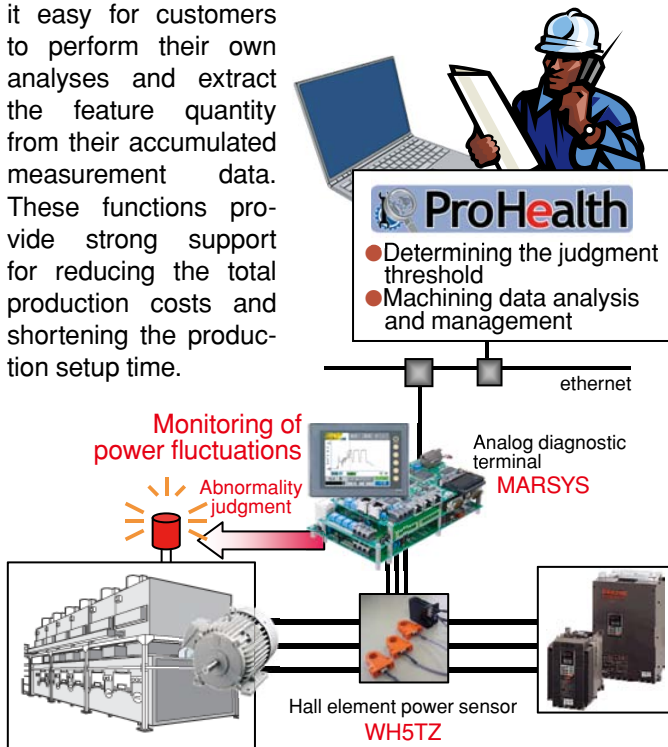 it easy for customers
to perform their own
analyses and extract
the feature quantity
from their accumulated
measurement data.
These functions pro-
vide strong support
for reducing the total
production costs and
shortening the produc-
tion setup time.
ProHealth
●Determining the judgment
threshold
●Machining data analysis
and management
ethernet
Monitoring of
power fluctuations
Analog diagnostic
terminal
MARSYS
Abnormality
judgment
Hall element power sensor
WH5TZ